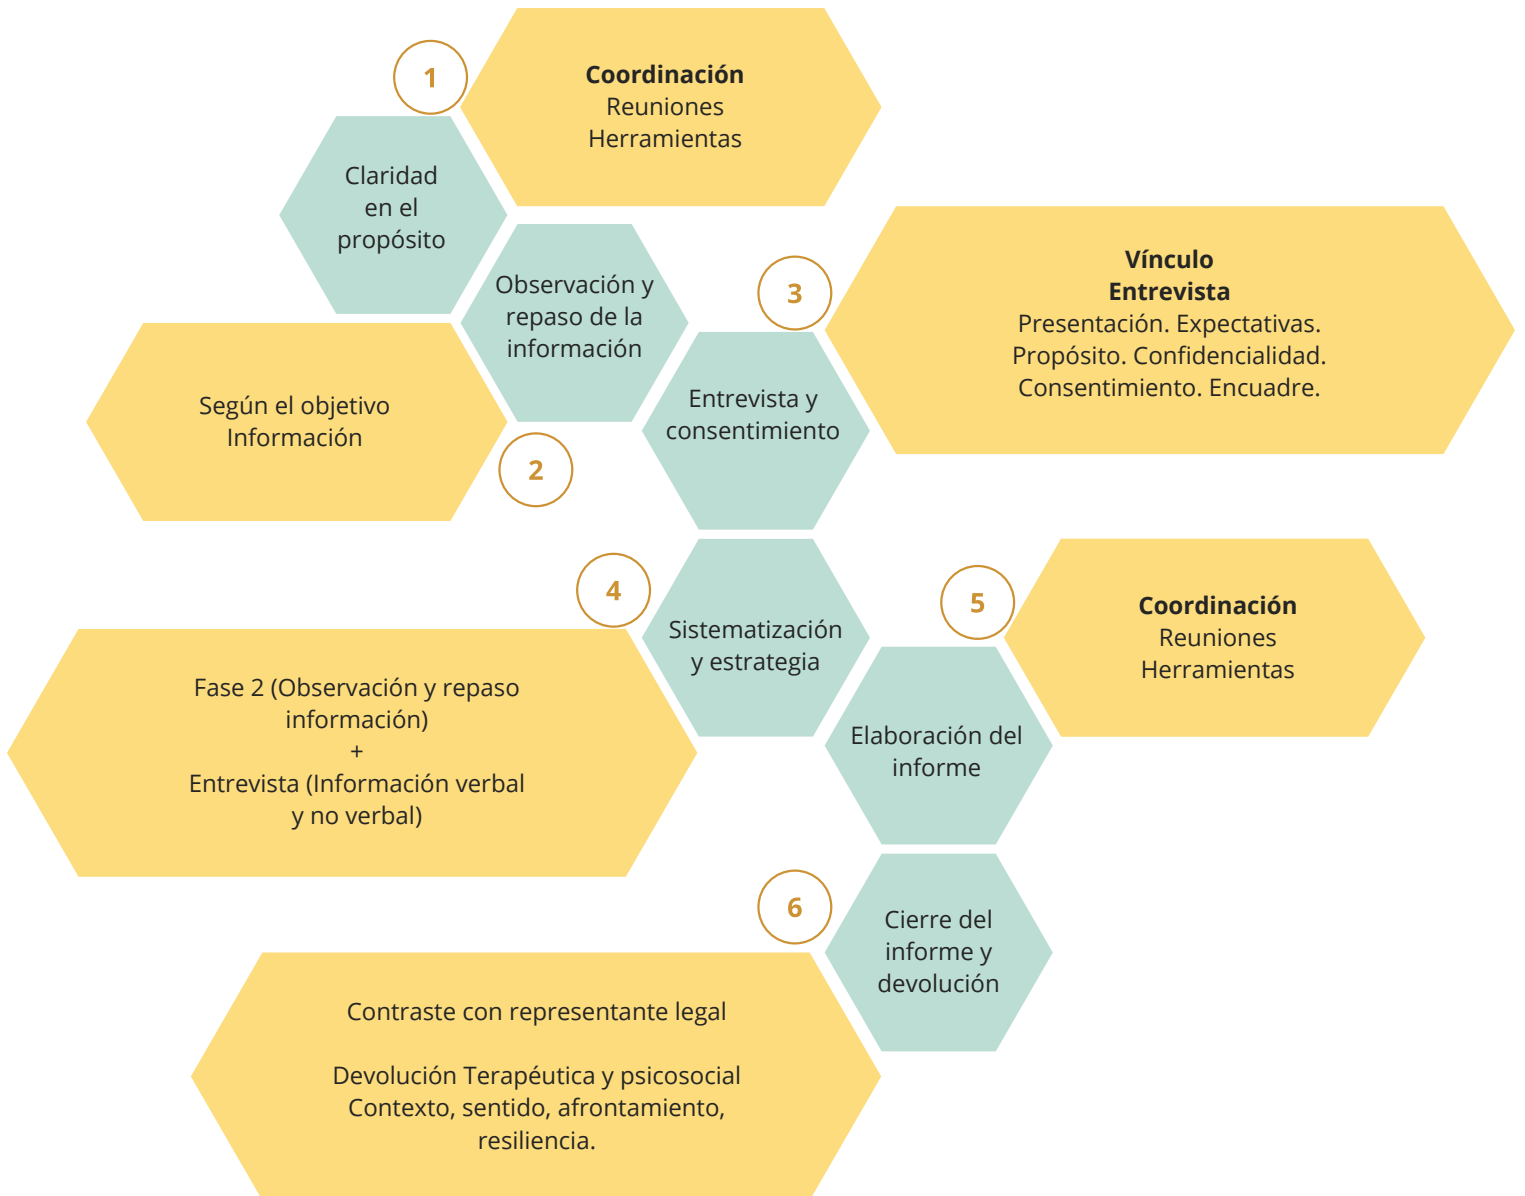 1
Coordinación
Reuniones
Herramientas
Claridad
en el
propósito
Observación y
repaso de la
información
Según el objetivo
Información
2
3
Vínculo
Entrevista
Presentación. Expectativas.
Propósito. Confidencialidad.
Consentimiento. Encuadre.
Entrevista y
consentimiento
4
Sistematización
y estrategia
Fase 2 (Observación y repaso
información)
+
Entrevista (Información verbal
y no verbal)
5
Coordinación
Reuniones
Herramientas
Elaboración del
informe
6
Cierre del
informe y
devolución
Contraste con representante legal
Devolución Terapéutica y psicosocial
Contexto, sentido, afrontamiento,
resiliencia.